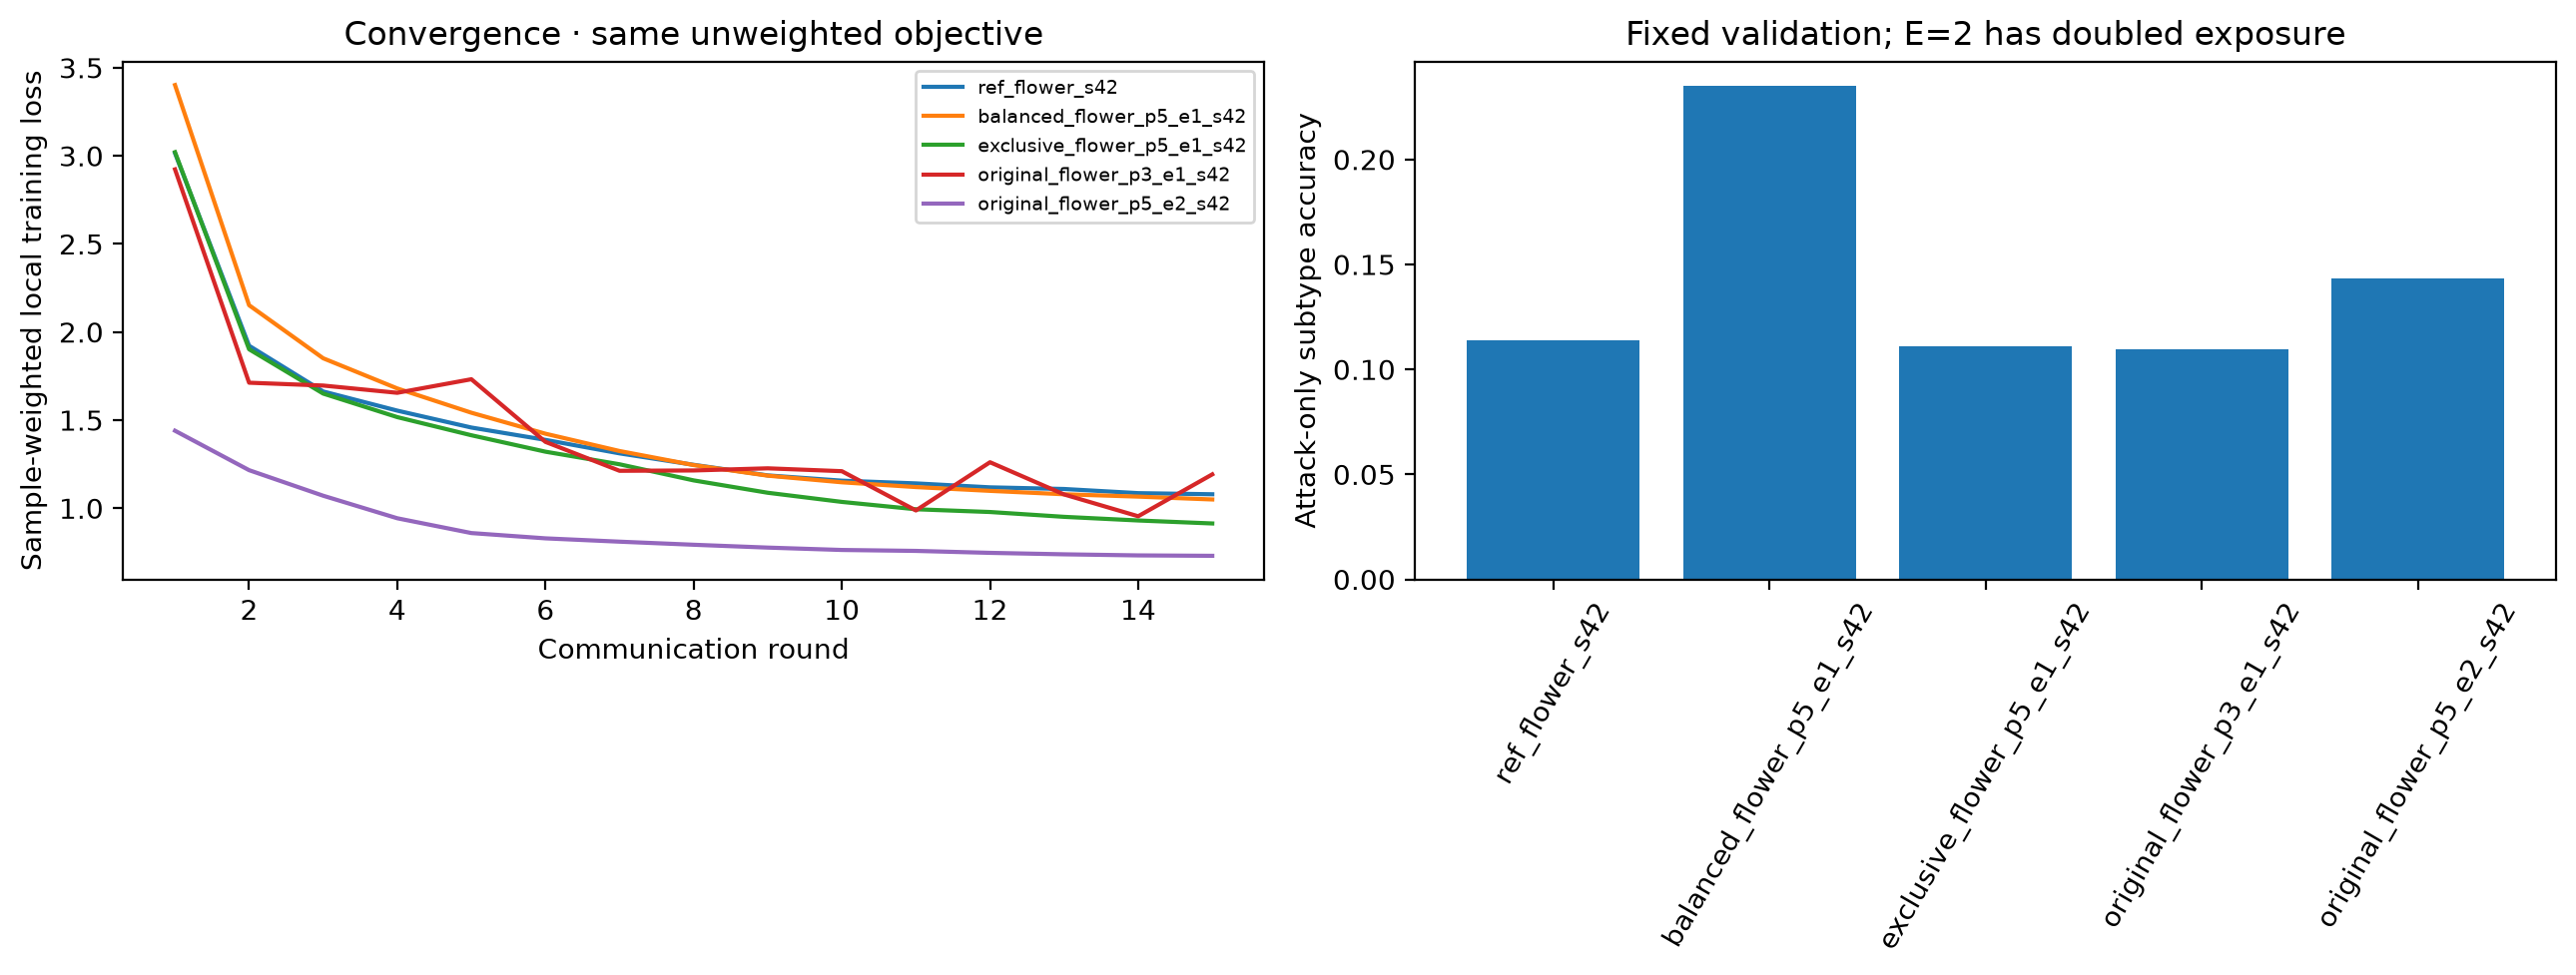 Convergence · same unweighted objective
Sample-weighted local training loss
3.5
3.0
2.5
2.0
1.5
1.0
2
4
6
8
10
12
14
Communication round
ref_flower_s42
balanced_flower_p5_e1_s42
exclusive_flower_p5_e1_s42
original_flower_p3_e1_s42
original_flower_p5_e2_s42
Fixed validation; E=2 has doubled exposure
Attack-only subtype accuracy
0.20
0.15
0.10
0.05
0.00
ref_flower_s42
balanced_flower_p5_e1_s42
exclusive_flower_p5_e1_s42
original_flower_p3_e1_s42
original_flower_p5_e2_s42